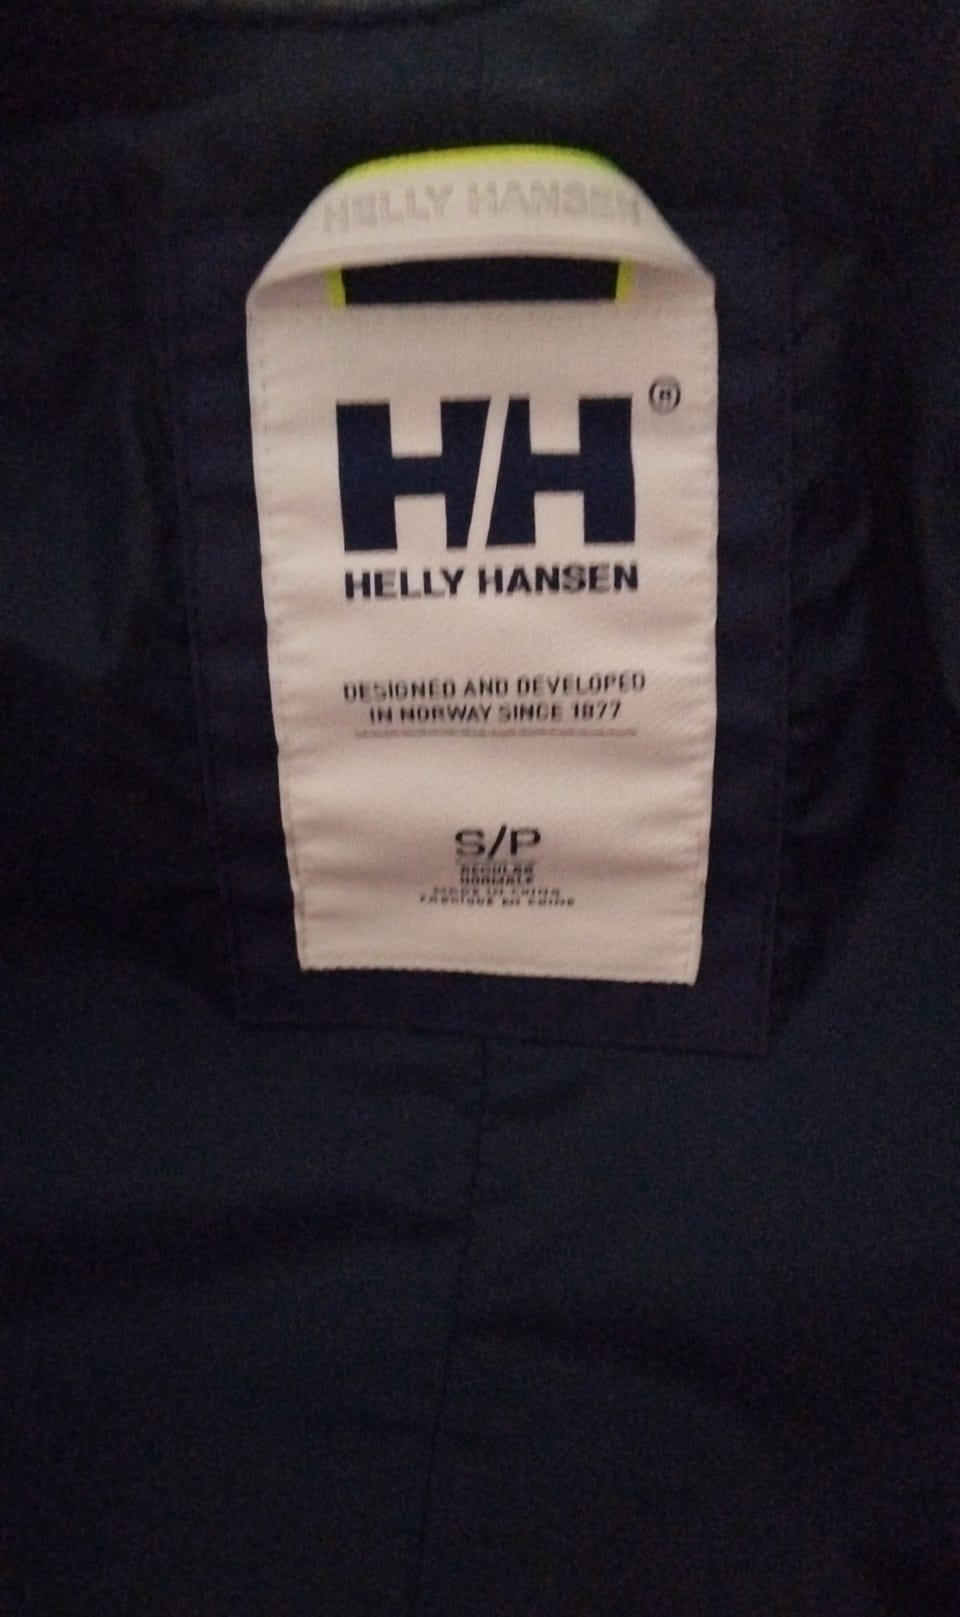 HELLY HANSEN
HH®
HELLY HANSEN
DESIGNED AND DEVELOPED
IN NORWAY SINCE 1877
S/P
REGULAR
NORMALE
MADE IN CHINA
FABRIQUÉ EN CHINE